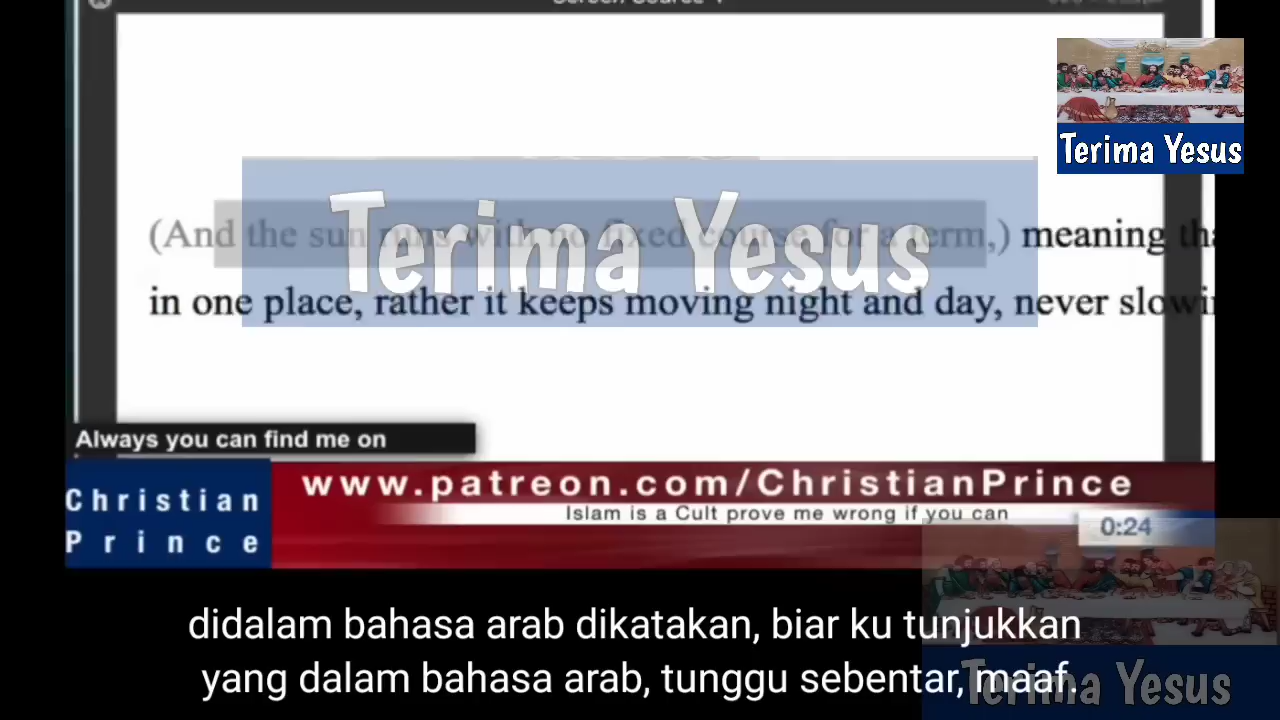 Terima Yesus
Terima Yesus
(And the sun runs with no fixed course for a term,) meaning
in one place, rather it keeps moving night and day, never
Always you can find me on
Christian
Prince
www.patreon.com/ChristianPrince
Islam is a Cult prove me wrong if you can
0:24
didalam bahasa arab dikatakan, biar ku tunjukkan
yang dalam bahasa arab, tunggu sebentar, maaf.
Terima Yesus